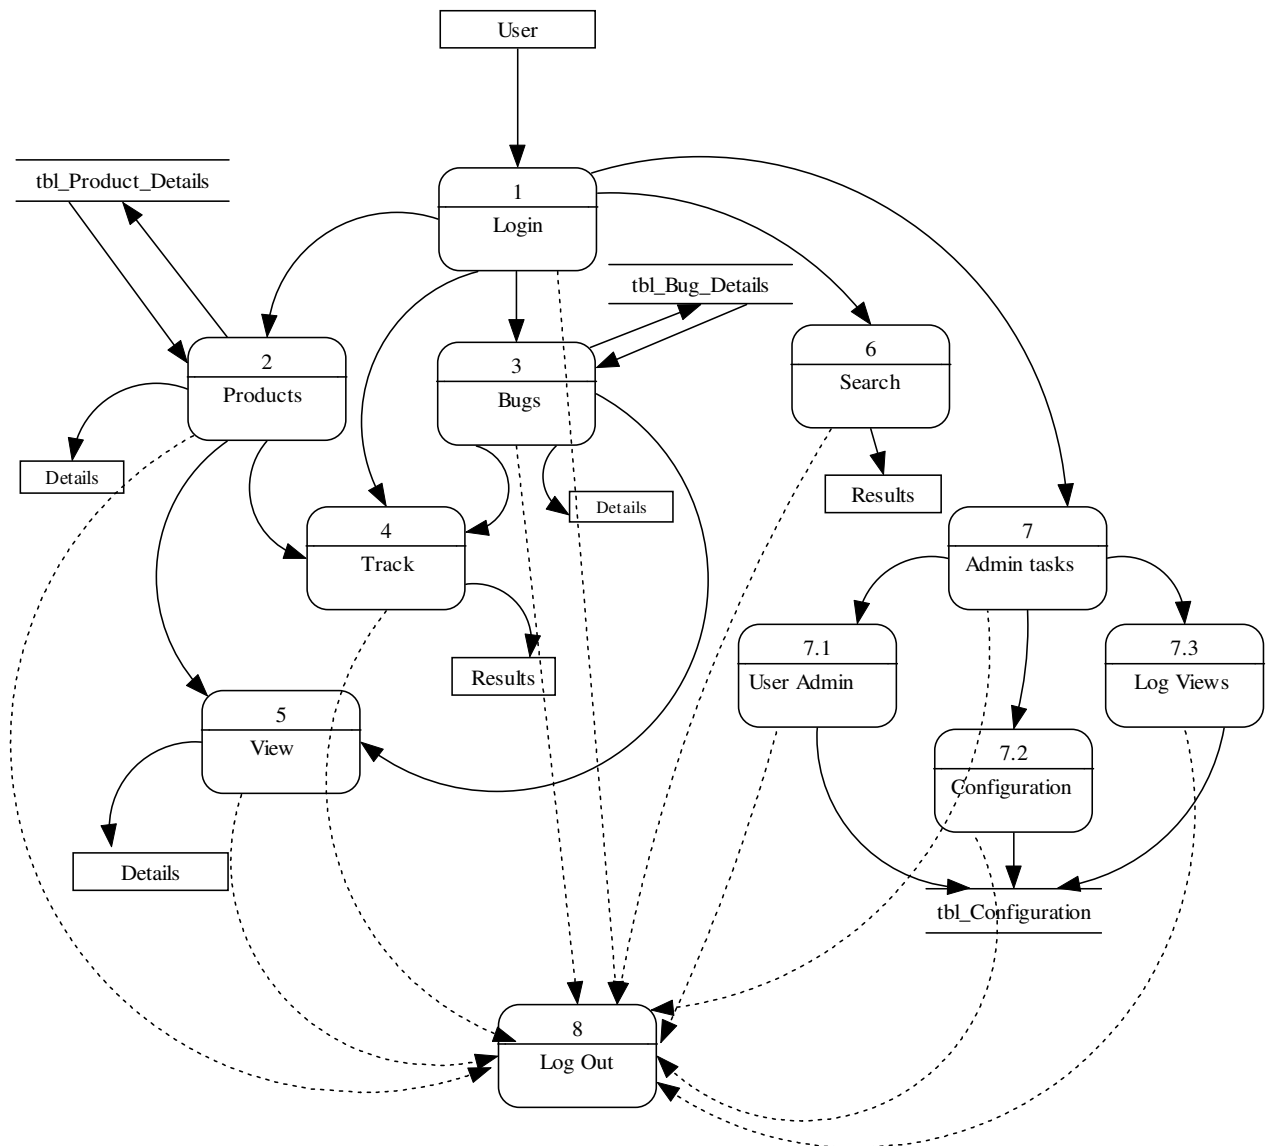 User
tbl_Product_Details
1
Login
tbl_Bug_Details
2
Products
3
Bugs
6
Search
Details
Results
Details
4
Track
7
Admin tasks
7.1
User Admin
7.3
Log Views
Results
5
View
7.2
Configuration
Details
tbl_Configuration
8
Log Out